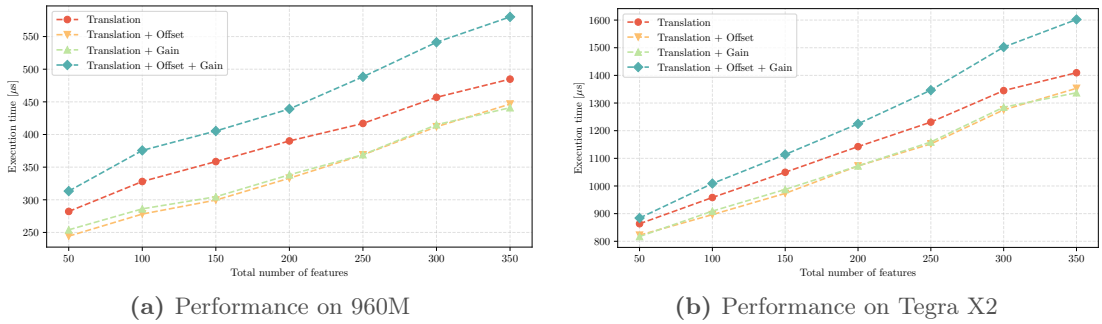 Translation
Translation + Offset
Translation + Gain
Translation + Offset + Gain
Execution time [μs]
550
500
450
400
350
300
250
50 100 150 200 250 300 350
Total number of features
(a) Performance on 960M
Translation
Translation + Offset
Translation + Gain
Translation + Offset + Gain
Execution time [μs]
1600
1500
1400
1300
1200
1100
1000
900
800
50 100 150 200 250 300 350
Total number of features
(b) Performance on Tegra X2